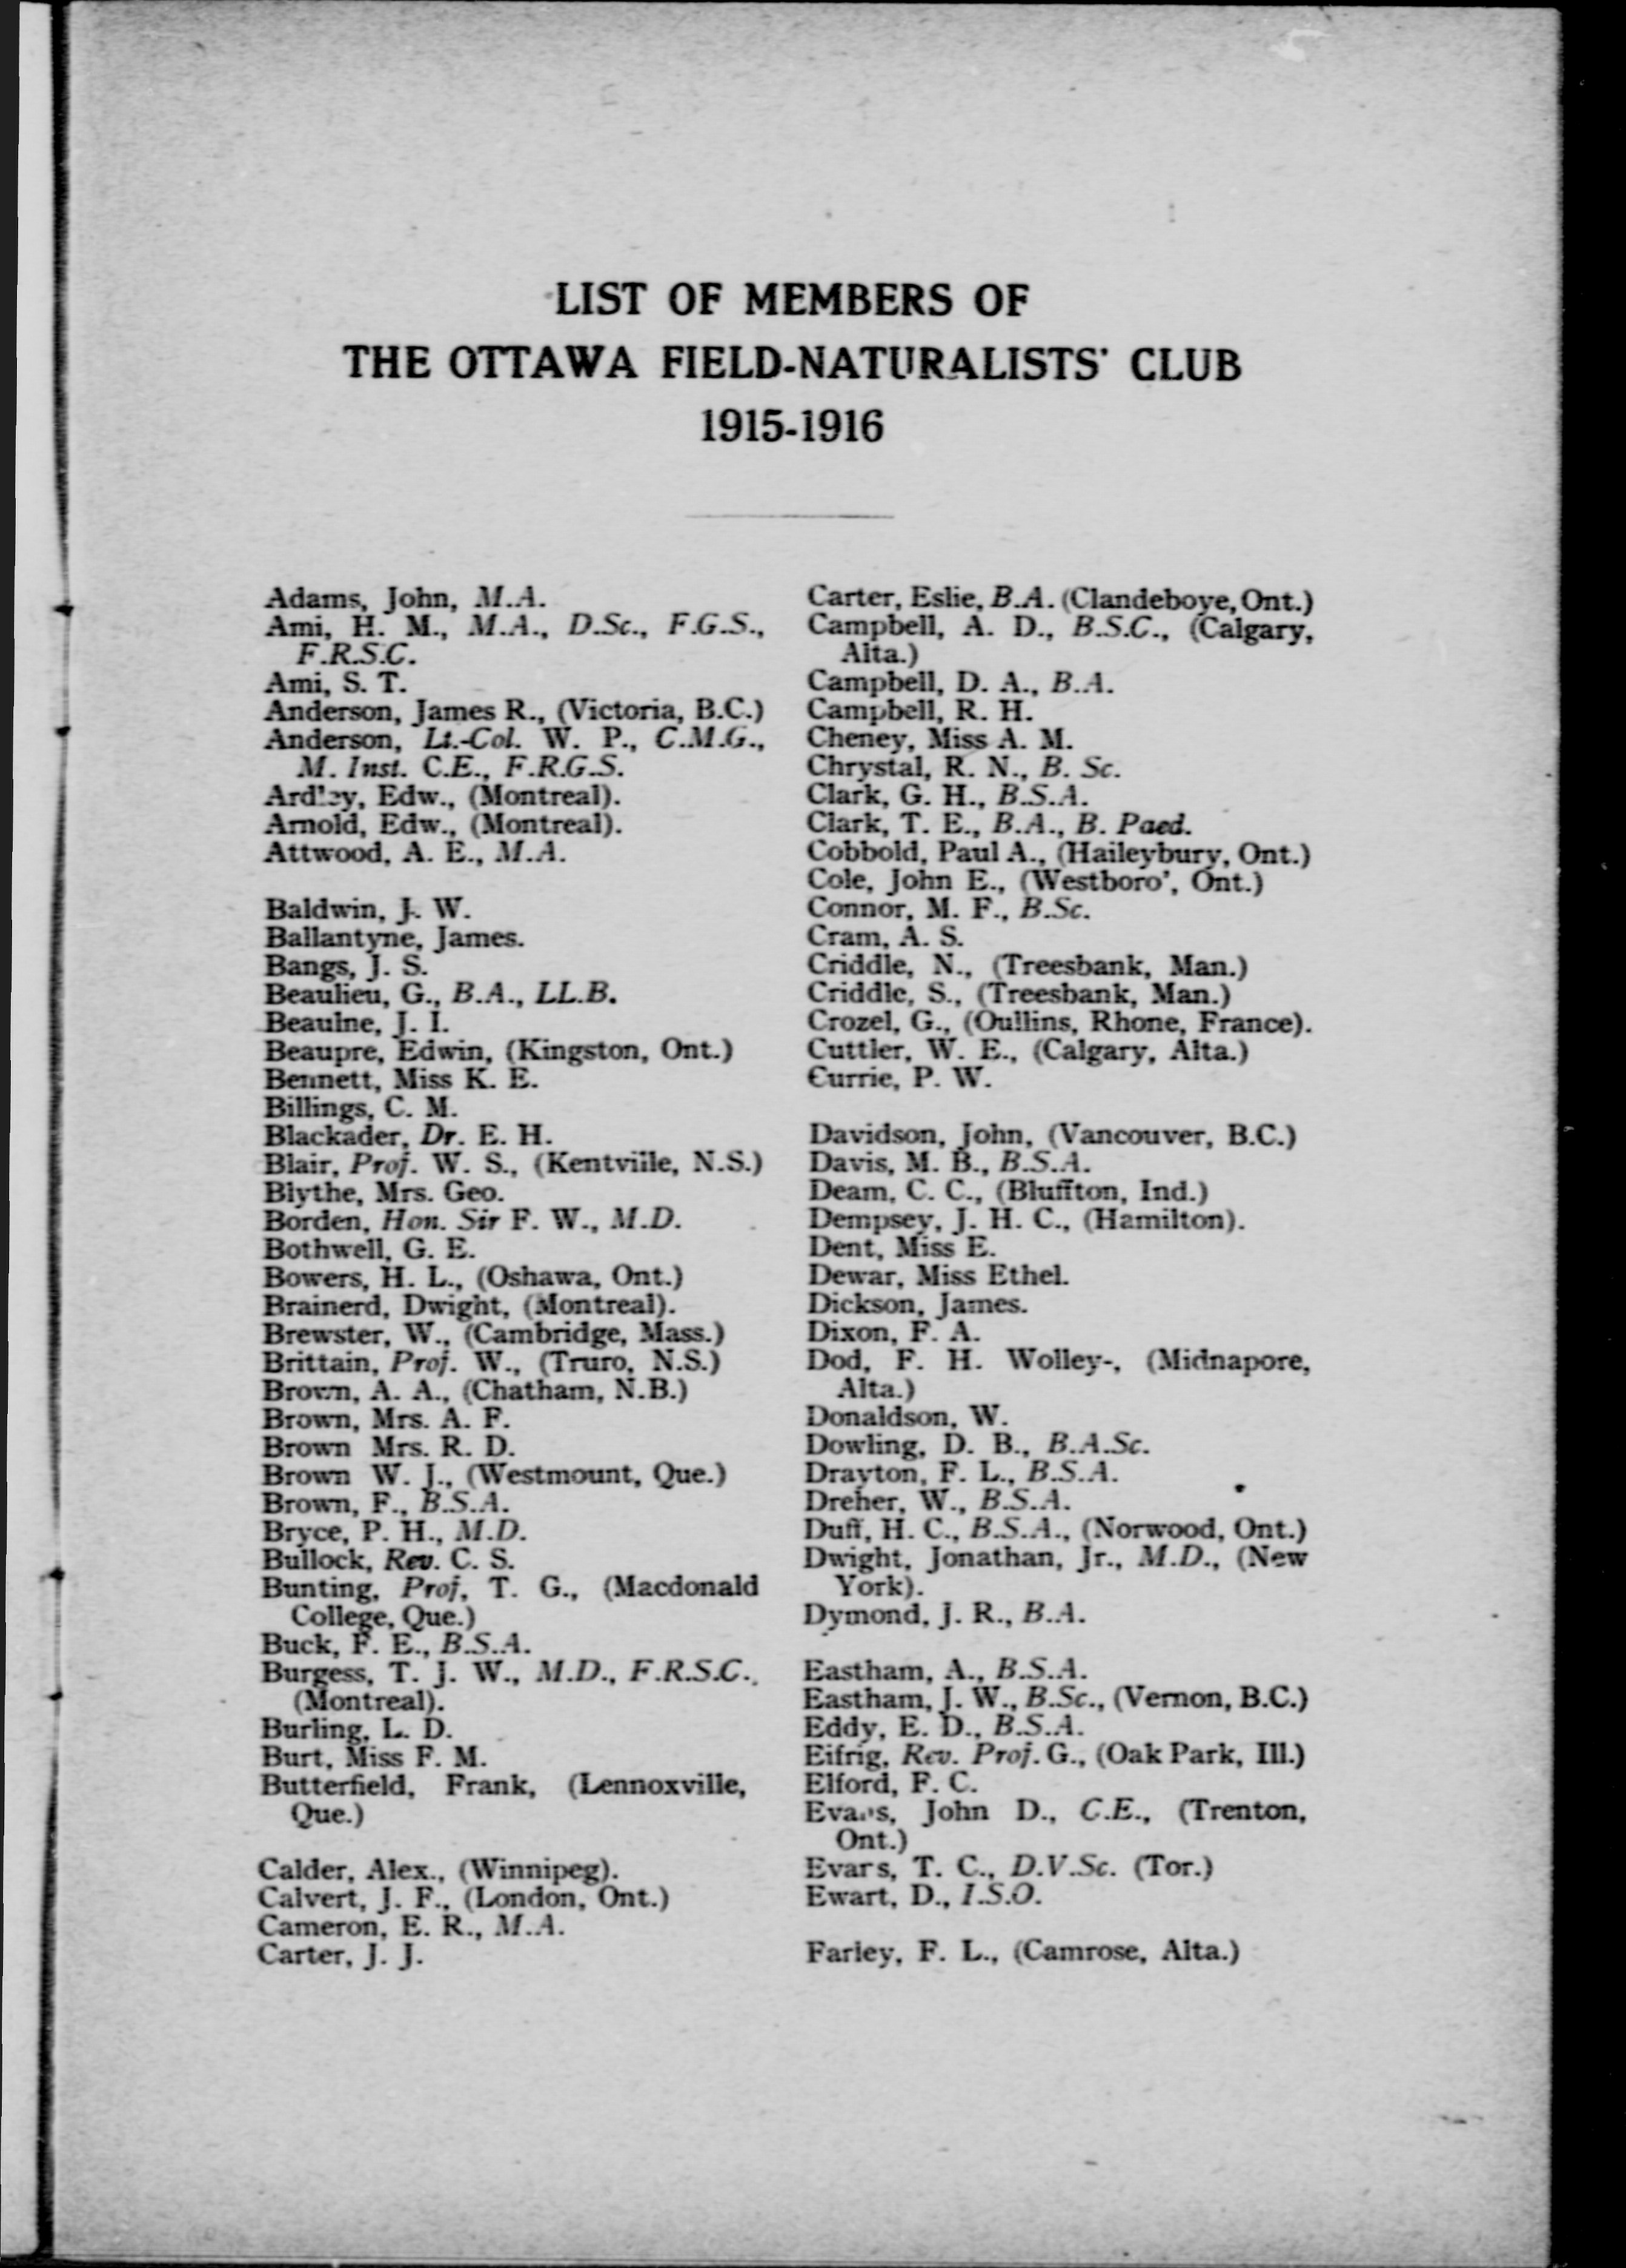 LIST OF MEMBERS OF
THE OTTAWA FIELD-NATURALISTS' CLUB
1915-1916
Adams, John, M.A.
Ami, H. M., M.A., D.Sc., F.G.S.,
F.R.S.C.
Ami, S. T.
Anderson, James R., (Victoria, B.C.)
Anderson, Lt.-Col. W. P., C.M.G.,
M. Inst. C.E., F.R.G.S.
Ardley, Edw., (Montreal).
Arnold, Edw., (Montreal).
Attwood, A. E., M.A.
Baldwin, J. W.
Ballantyne, James.
Bangs, J. S.
Beaulieu, G., B.A., LL.B.
Beaulne, J. I.
Beaupre, Edwin, (Kingston, Ont.)
Bennett, Miss K. E.
Billings, C. M.
Blackader, Dr. E. H.
Blair, Prof. W. S., (Kentville, N.S.)
Blythe, Mrs. Geo.
Borden, Hon. Sir F. W., M.D.
Bothwell, G. E.
Bowers, H. L., (Oshawa, Ont.)
Brainerd, Dwight, (Montreal).
Brewster, W., (Cambridge, Mass.)
Brittain, Prof. W., (Truro, N.S.)
Brown, A. A., (Chatham, N.B.)
Brown, Mrs. A. F.
Brown Mrs. R. D.
Brown W. J., (Westmount, Que.)
Brown, F., B.S.A.
Bryce, P. H., M.D.
Bullock, Rev. C. S.
Bunting, Prof, T. G., (Macdonald
College, Que.)
Buck, F. E., B.S.A.
Burgess, T. J. W., M.D., F.R.S.C.,
(Montreal).
Burling, L. D.
Burt, Miss F. M.
Butterfield, Frank, (Lennoxville,
Que.)
Calder, Alex., (Winnipeg).
Calvert, J. F., (London, Ont.)
Cameron, E. R., M.A.
Carter, J. J.
Carter, Eslie, B.A. (Clandeboye, Ont.)
Campbell, A. D., B.S.C., (Calgary,
Alta.)
Campbell, D. A., B.A.
Campbell, R. H.
Cheney, Miss A. M.
Chrystal, R. N., B. Sc.
Clark, G. H., B.S.A.
Clark, T. E., B.A., B. Paed.
Cobbold, Paul A., (Haileybury, Ont.)
Cole, John E., (Westboro', Ont.)
Connor, M. F., B.Sc.
Cram, A. S.
Criddle, N., (Treesbank, Man.)
Criddle, S., (Treesbank, Man.)
Crozel, G., (Oullins, Rhone, France).
Cuttler, W. E., (Calgary, Alta.)
Currie, P. W.
Davidson, John, (Vancouver, B.C.)
Davis, M. B., B.S.A.
Deam, C. C., (Bluffton, Ind.)
Dempsey, J. H. C., (Hamilton).
Dent, Miss E.
Dewar, Miss Ethel.
Dickson, James.
Dixon, F. A.
Dod, F. H. Wolley-, (Midnapore,
Alta.)
Donaldson, W.
Dowling, D. B., B.A.Sc.
Drayton, F. L., B.S.A.
Dreher, W., B.S.A.
Duff, H. C., B.S.A., (Norwood, Ont.)
Dwight, Jonathan, Jr., M.D., (New
York).
Dymond, J. R., B.A.
Eastham, A., B.S.A.
Eastham, J. W., B.Sc., (Vernon, B.C.)
Eddy, E. D., B.S.A.
Eifrig, Rev. Prof. G., (Oak Park, Ill.)
Elford, F. C.
Evans, John D., C.E., (Trenton,
Ont.)
Evars, T. C., D.V.Sc. (Tor.)
Ewart, D., I.S.O.
Farley, F. L., (Camrose, Alta.)